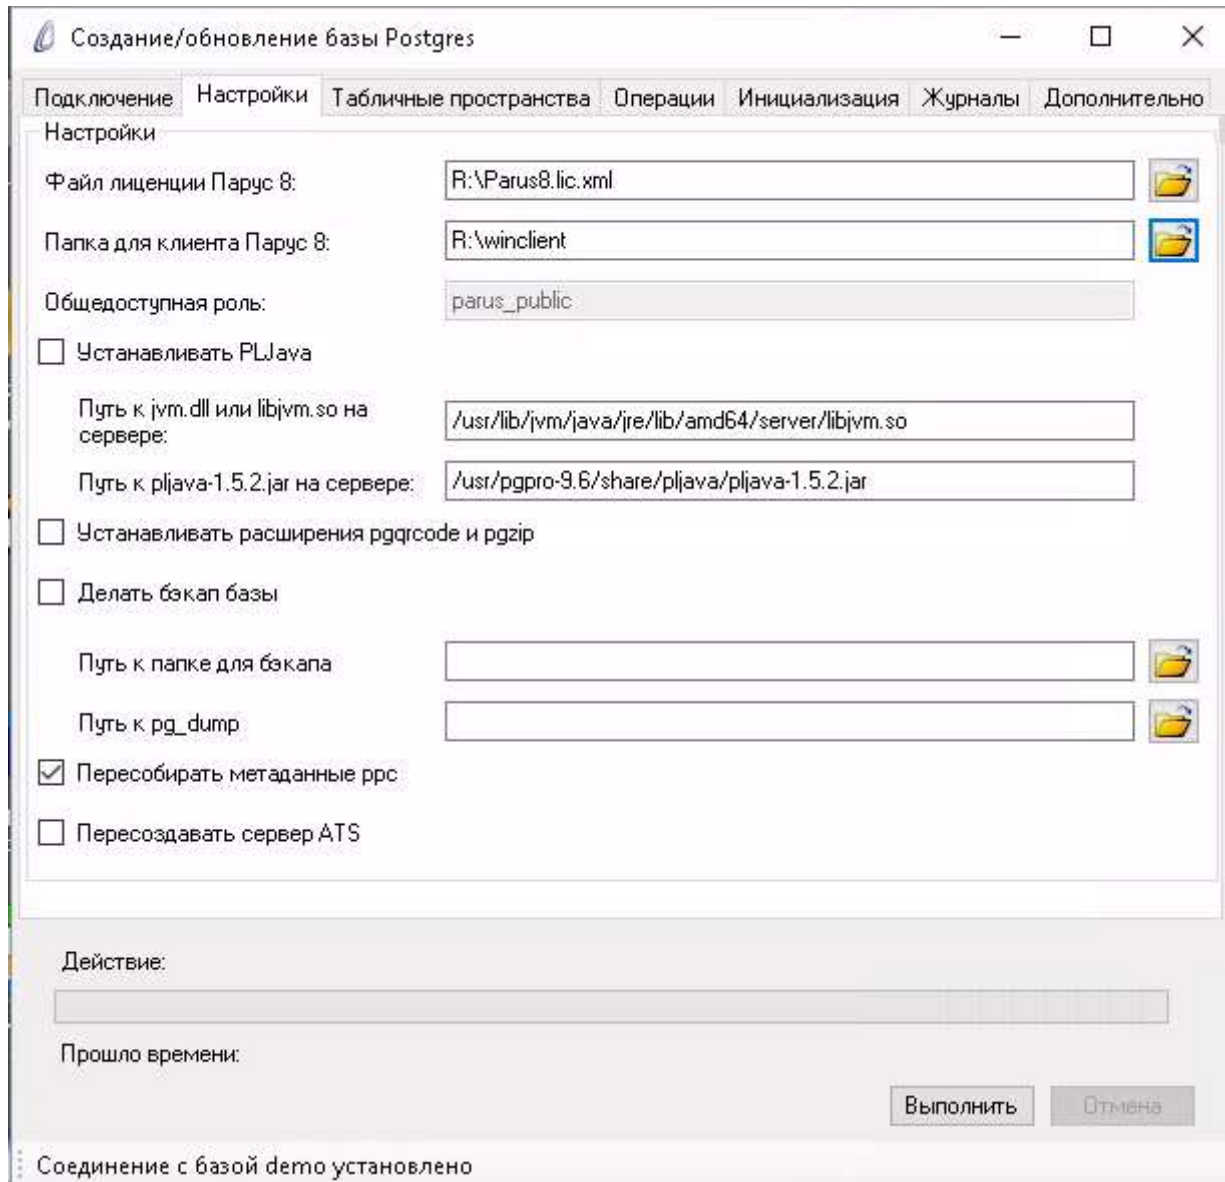 Создание/обновление базы Postgres
Подключение Настройки Табличные пространства Операции Инициализация Журналы Дополнительно
Настройки
Файл лиценции Парус 8: R:\Parus8.lic.xml
Папка для клиента Парус 8: R:\winclient
Общедоступная роль: parus_public
Устанавливать PLJava
Путь к jvm.dll или libjvm.so на
сервере: /usr/lib/jvm/java/jre/lib/amd64/server/libjvm.so
Путь к pljava-1.5.2.jar на сервере: /usr/pgpro-9.6/share/pljava/pljava-1.5.2.jar
Устанавливать расширения pgqrcode и pgzip
Делать бэкап базы
Путь к папке для бэкапа
Путь к pg_dump
Пересобирать метаданные ppc
Пересоздавать сервер ATS
Действие:
Прошло времени:
Выполнить Отмена
Соединение с базой demo установлено